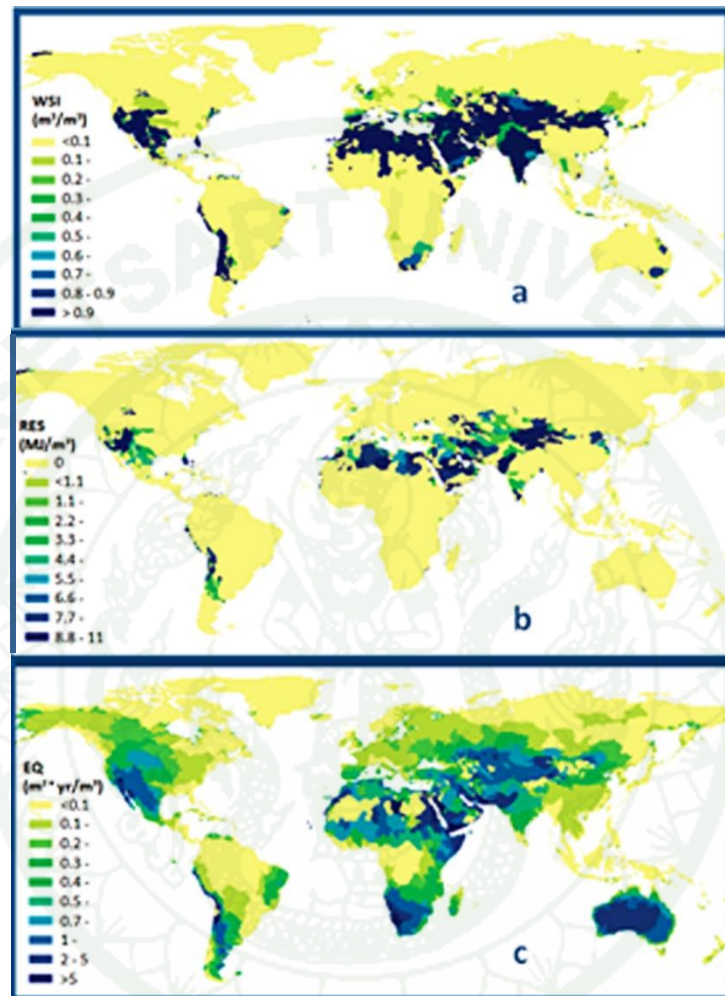 WSI
(m³/m³)
<0.1
0.1 -
0.2 -
0.3 -
0.4 -
0.5 -
0.6 -
0.7 -
0.8 - 0.9
> 0.9
a
RES
(MJ/m³)
0
<1.1
1.1 -
2.2 -
3.3 -
4.4 -
5.5 -
6.6 -
7.7 -
8.8 - 11
b
EQ
(m² * yr/m³)
<0.1
0.1 -
0.2 -
0.3 -
0.4 -
0.5 -
0.7 -
1 -
2 - 5
>5
c